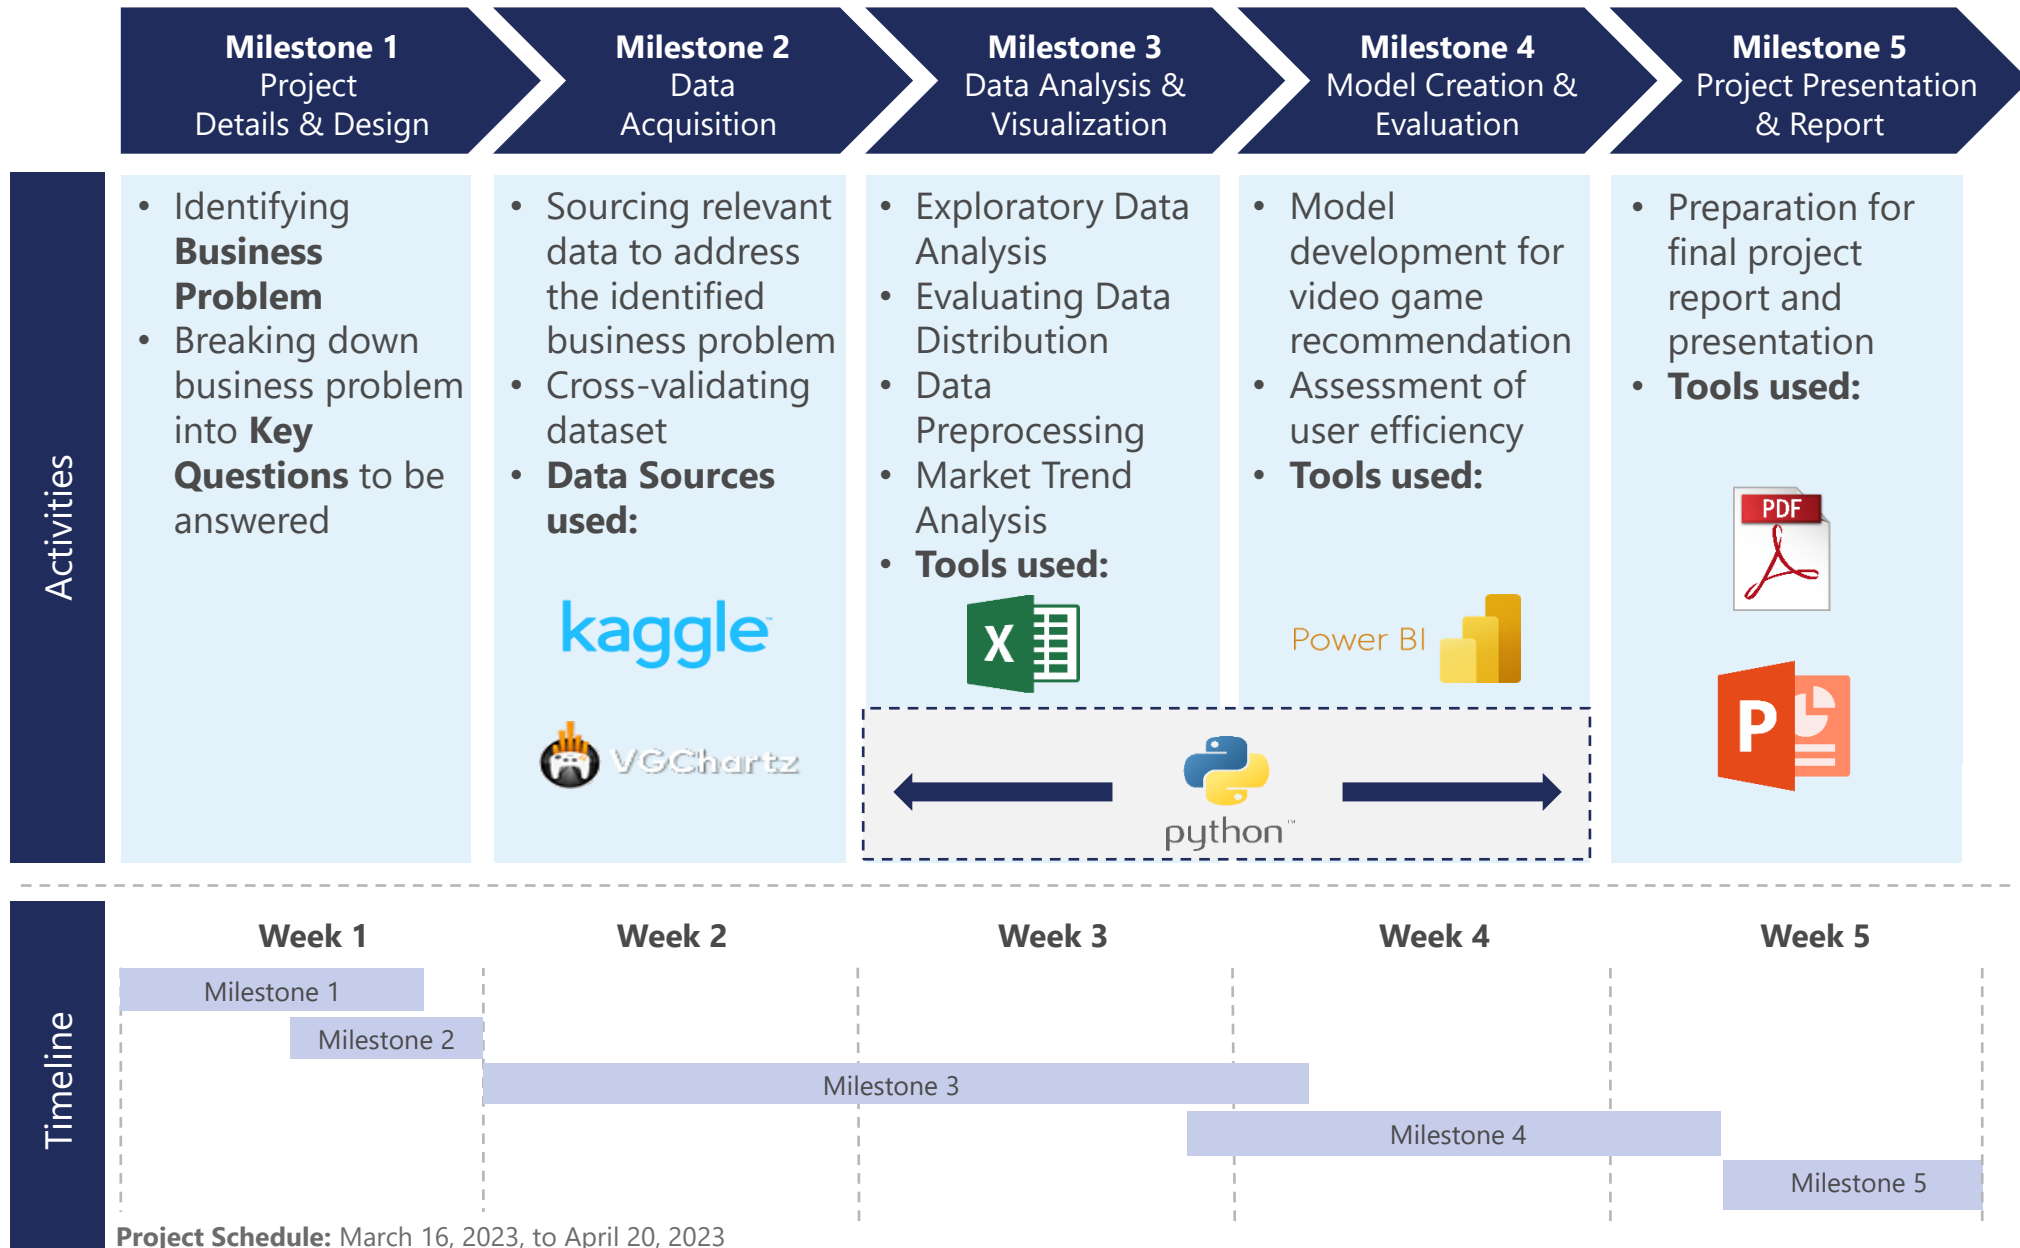 Milestone 1
Project
Details & Design
Milestone 2
Data
Acquisition
Milestone 3
Data Analysis &
Visualization
Milestone 4
Model Creation &
Evaluation
Milestone 5
Project Presentation
& Report
Activities
• Identifying
Business
Problem
• Breaking down
business problem
into Key
Questions to be
answered
• Sourcing relevant
data to address
the identified
business problem
• Cross-validating
dataset
• Data Sources
used:
kaggle
VGChartz
• Exploratory Data
Analysis
• Evaluating Data
Distribution
• Data
Preprocessing
• Market Trend
Analysis
• Tools used:
X
• Model
development for
video game
recommendation
• Assessment of
user efficiency
• Tools used:
Power BI
python™
• Preparation for
final project
report and
presentation
• Tools used:
PDF
P
Timeline
Week 1
Week 2
Week 3
Week 4
Week 5
Milestone 1
Milestone 2
Milestone 3
Milestone 4
Milestone 5
Project Schedule: March 16, 2023, to April 20, 2023